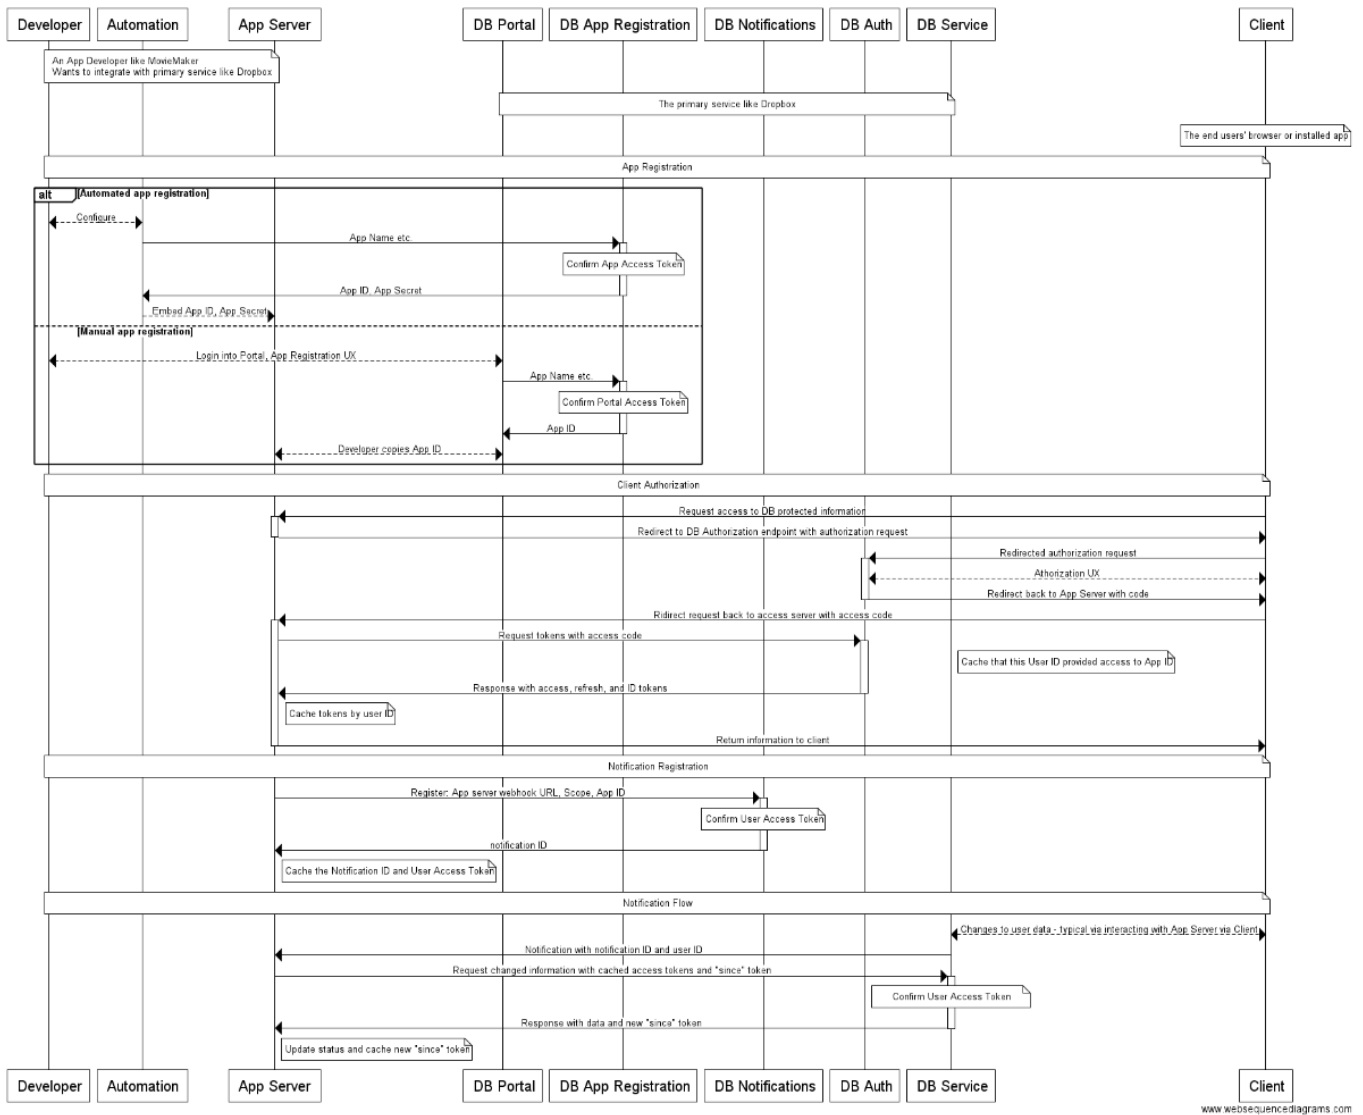 Developer Automation App Server DB Portal DB App Registration DB Notifications DB Auth DB Service Client
An App Developer like MovieMaker
Wants to integrate with primary service like Dropbox
The primary service like Dropbox
The end users' browser or installed app
App Registration
alt [Automated app registration]
Configure
App Name etc.
Confirm App Access Token
App ID, App Secret
Embed App ID, App Secret
[Manual app registration]
Login into Portal, App Registration UX
App Name etc.
Confirm Portal Access Token
App ID
Developer copies App ID
Client Authorization
Request access to DB protected information
Redirect to DB Authorization endpoint with authorization request
Redirected authorization request
Athorization UX
Redirect back to App Server with code
Ridirect request back to access server with access code
Request tokens with access code
Cache that this User ID provided access to App ID
Response with access, refresh, and ID tokens
Cache tokens by user ID
Return information to client
Notification Registration
Register: App server webhook URL, Scope, App ID
Confirm User Access Token
notification ID
Cache the Notification ID and User Access Token
Notification Flow
Changes to user data - typical via interacting with App Server via Client
Notification with notification ID and user ID
Request changed information with cached access tokens and "since" token
Confirm User Access Token
Response with data and new "since" token
Update status and cache new "since" token
Developer Automation App Server DB Portal DB App Registration DB Notifications DB Auth DB Service Client
www.websequencediagrams.com